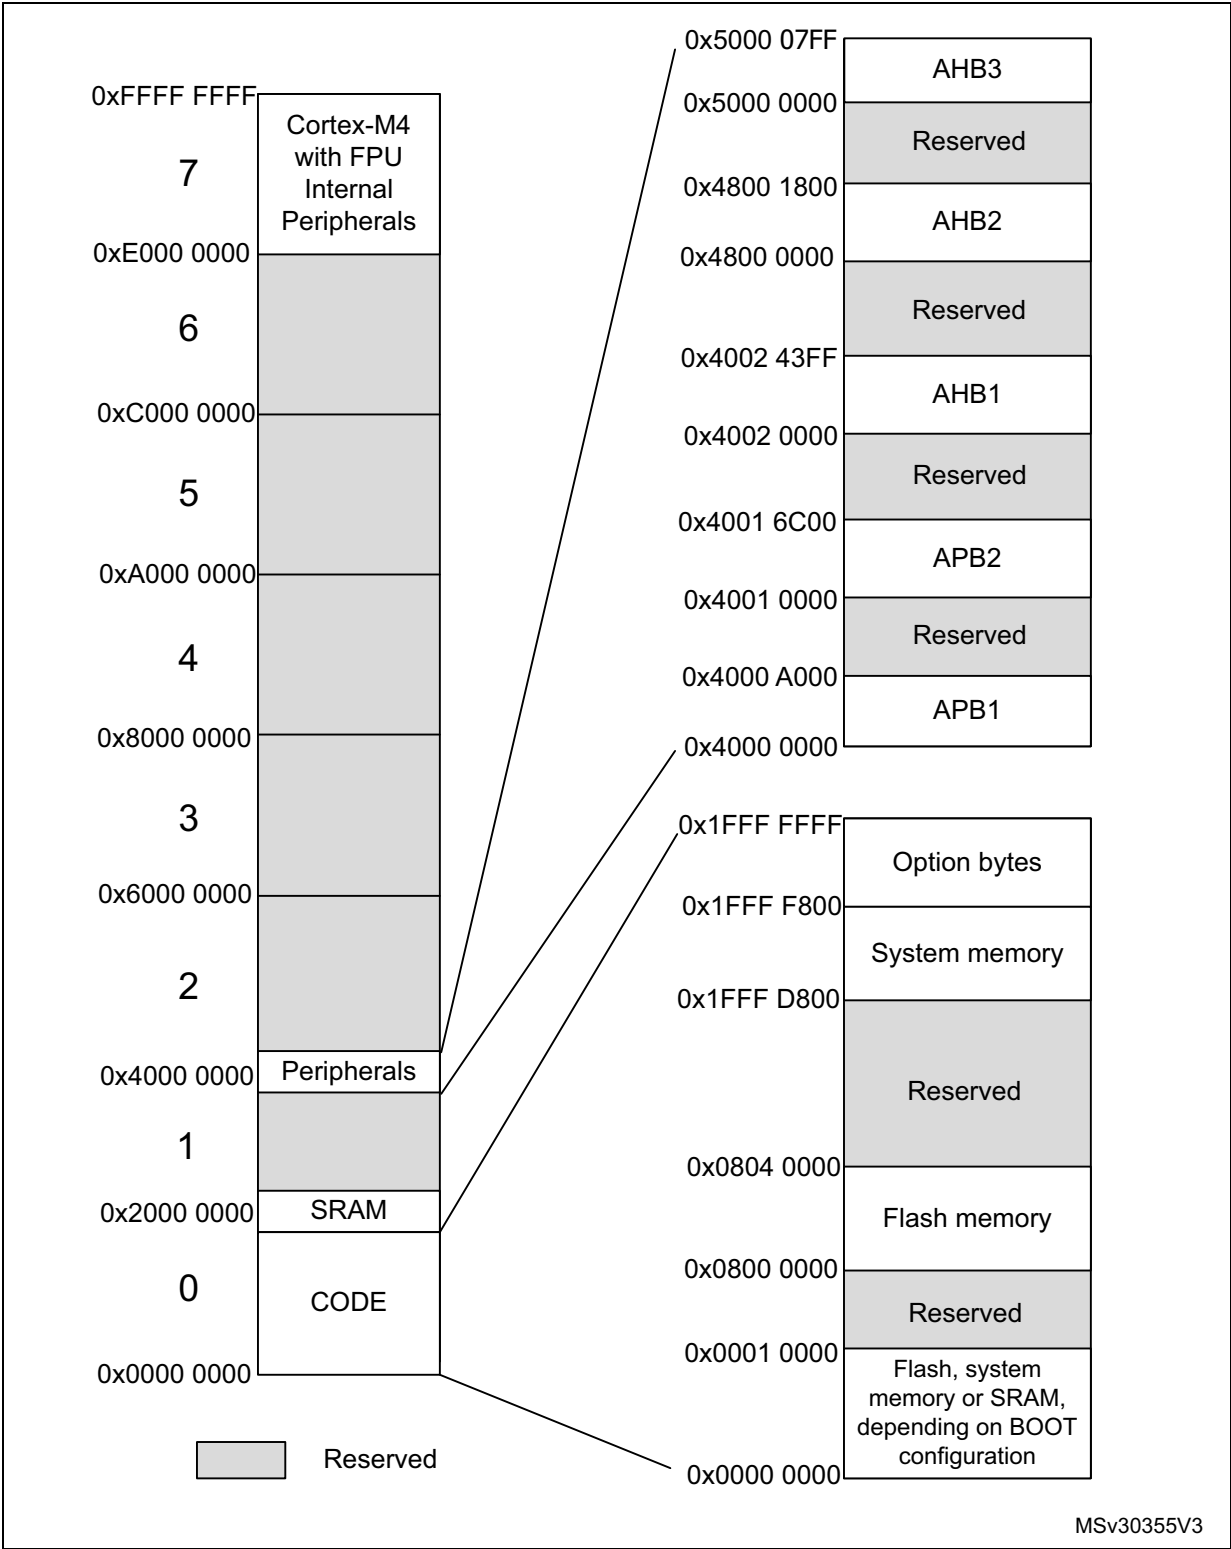 0xFFFF FFFF
Cortex-M4
with FPU
Internal
Peripherals
7
0xE000 0000
6
0xC000 0000
5
0xA000 0000
4
0x8000 0000
3
0x6000 0000
2
Peripherals
0x4000 0000
1
SRAM
0x2000 0000
0
CODE
0x0000 0000
Reserved
0x5000 07FF
AHB3
0x5000 0000
Reserved
0x4800 1800
AHB2
0x4800 0000
Reserved
0x4002 43FF
AHB1
0x4002 0000
Reserved
0x4001 6C00
APB2
0x4001 0000
Reserved
0x4000 A000
APB1
0x4000 0000
0x1FFF FFFF
Option bytes
0x1FFF F800
System memory
0x1FFF D800
Reserved
0x0804 0000
Flash memory
0x0800 0000
Reserved
0x0001 0000
Flash, system
memory or SRAM,
depending on BOOT
configuration
0x0000 0000
MSv30355V3